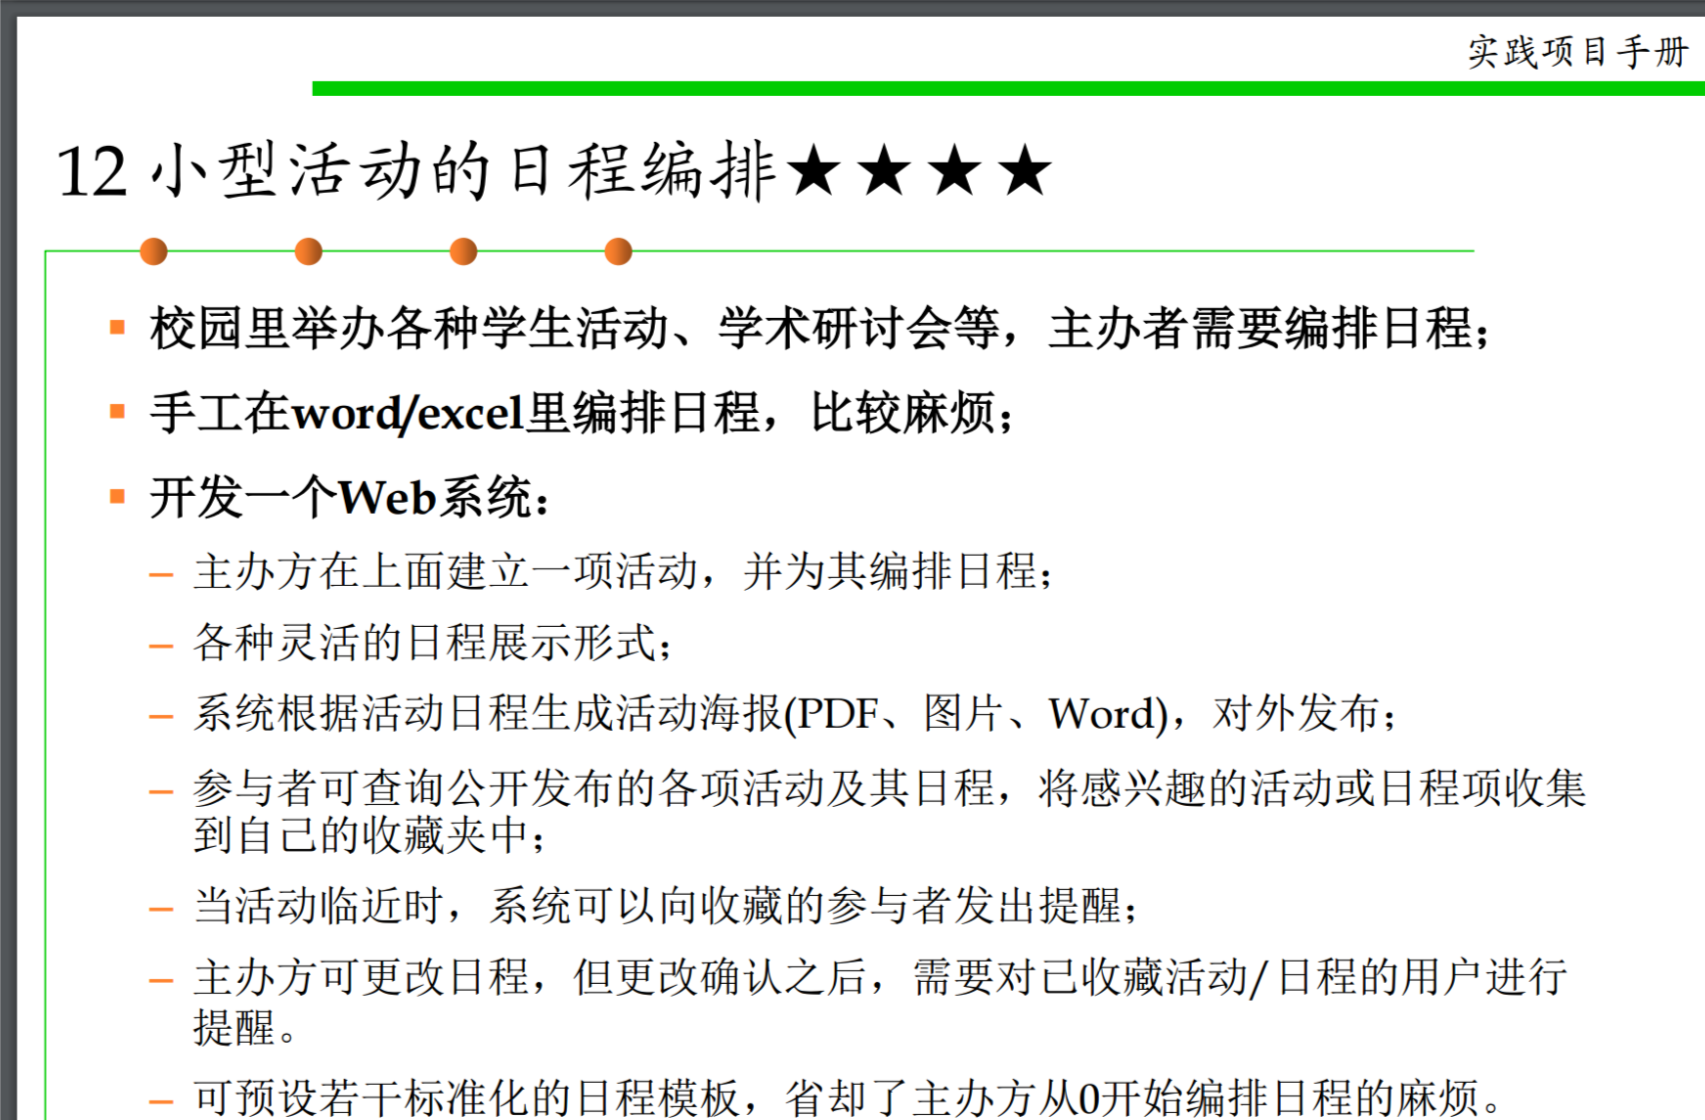 实践项目手册
12 小型活动的日程编排★★★★
▪ 校园里举办各种学生活动、学术研讨会等，主办者需要编排日程；
▪ 手工在word/excel里编排日程，比较麻烦；
▪ 开发一个Web系统：
– 主办方在上面建立一项活动，并为其编排日程；
– 各种灵活的日程展示形式；
– 系统根据活动日程生成活动海报(PDF、图片、Word)，对外发布；
– 参与者可查询公开发布的各项活动及其日程，将感兴趣的活动或日程项收集
到自己的收藏夹中；
– 当活动临近时，系统可以向收藏的参与者发出提醒；
– 主办方可更改日程，但更改确认之后，需要对已收藏活动/日程的用户进行
提醒。
– 可预设若干标准化的日程模板，省却了主办方从0开始编排日程的麻烦。